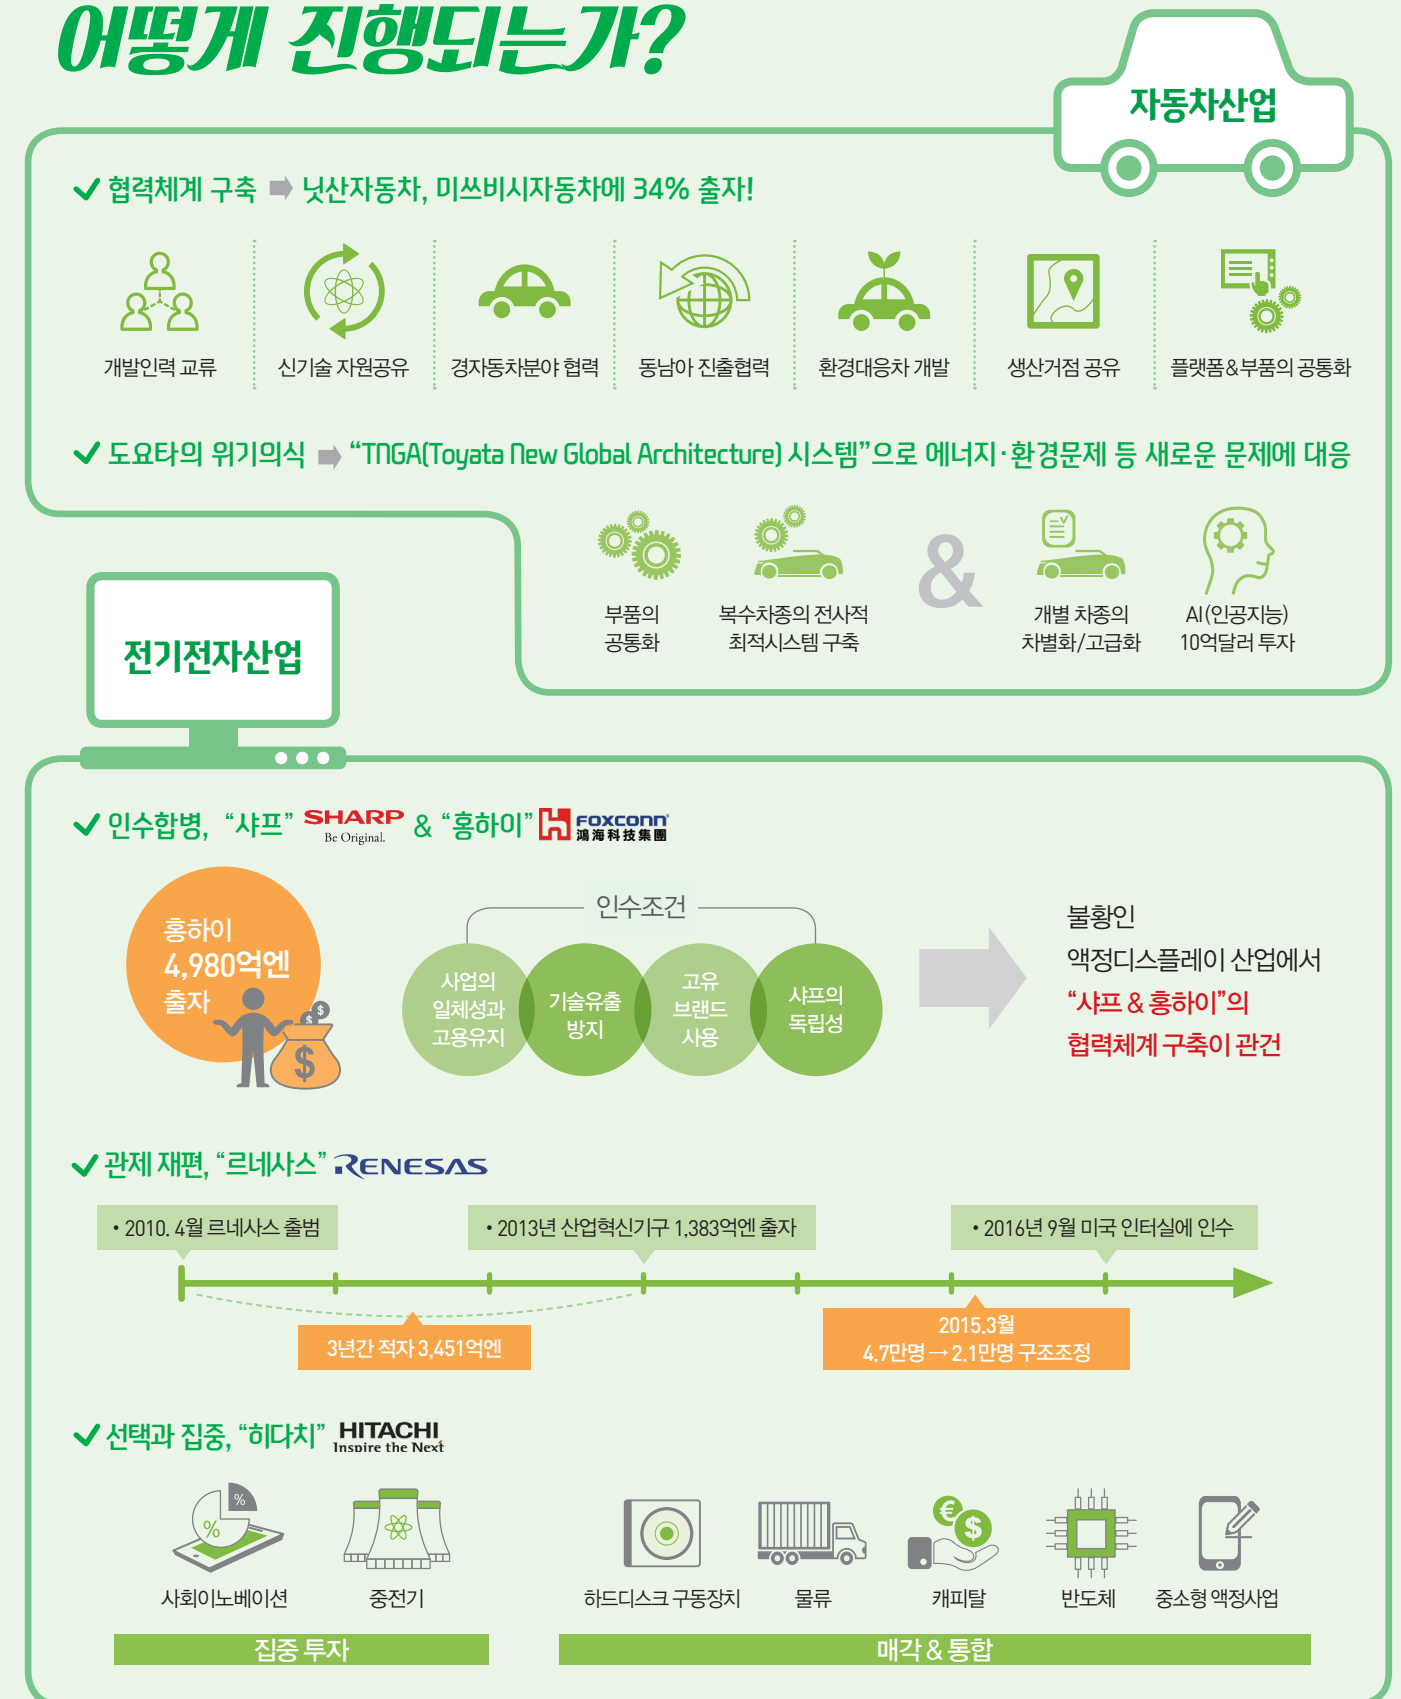 어떻게 진행되는가?
자동차산업
협력체계 구축 ➡ 닛산자동차, 미쓰비시자동차에 34% 출자!
개발인력 교류
신기술 자원공유
경자동차분야 협력
동남아 진출협력
환경대응차 개발
생산거점 공유
플랫폼&부품의 공통화
도요타의 위기의식 ➡ “TNGA(Toyata New Global Architecture) 시스템”으로 에너지·환경문제 등 새로운 문제에 대응
부품의
공통화
복수차종의 전사적
최적시스템 구축
&
개별 차종의
차별화/고급화
AI(인공지능)
10억달러 투자
전기전자산업
인수합병, “샤프” SHARP & “홍하이” FOXCONN
Be Original.
鴻海科技集團
홍하이
4,980억엔
출자
$
$
$
인수조건
사업의
일체성과
고용유지
기술유출
방지
고유
브랜드
사용
샤프의
독립성
불황인
액정디스플레이 산업에서
“샤프 & 홍하이”의
협력체계 구축이 관건
관제 재편, “르네사스” RENESAS
• 2010. 4월 르네사스 출범
• 2013년 산업혁신기구 1,383억엔 출자
• 2016년 9월 미국 인터실에 인수
3년간 적자 3,451억엔
2015.3월
4.7만명 → 2.1만명 구조조정
선택과 집중, “히다치” HITACHI
Inspire the Next
%
%
€
$
사회이노베이션
중전기
하드디스크 구동장치
물류
캐피탈
반도체
중소형 액정사업
집중 투자
매각 & 통합